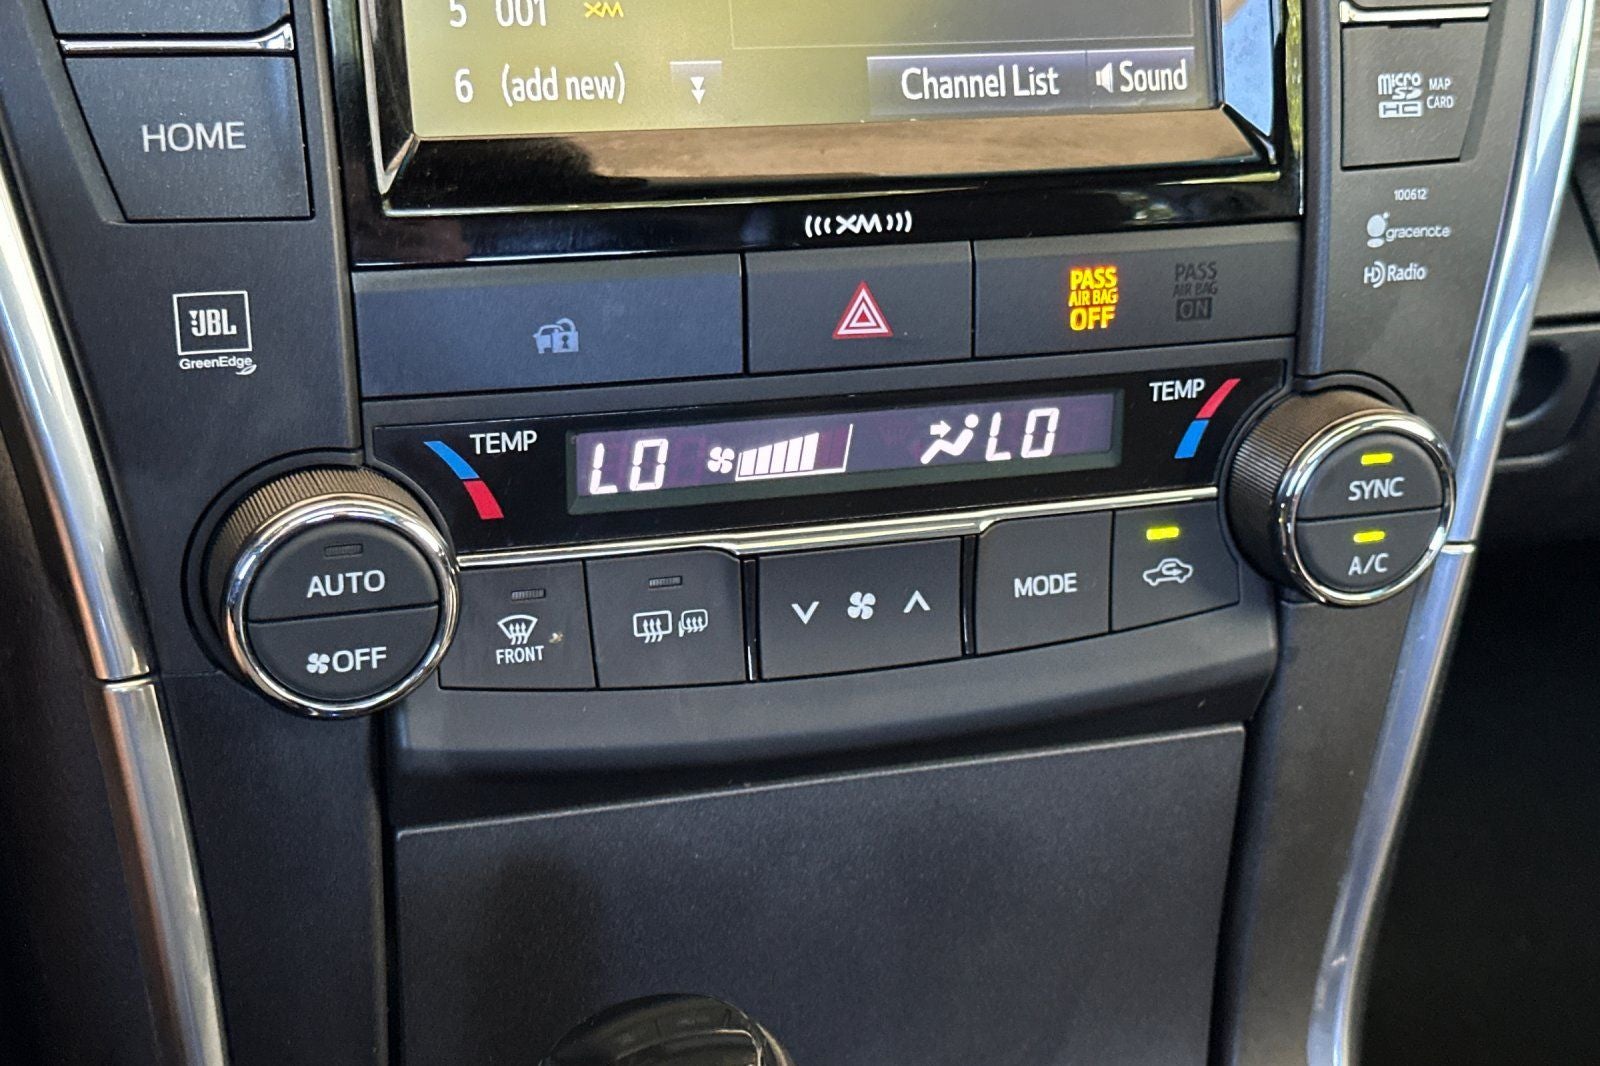 5 001 XM
6 (add new)
Channel List
Sound
HOME
micro SD HC
MAP CARD
100612
gracenote
HD Radio
(((XM)))
JBL
GreenEdge
PASS
AIR BAG
OFF
PASS
AIR BAG
ON
TEMP
LO
LO
TEMP
AUTO
OFF
FRONT
MODE
SYNC
A/C